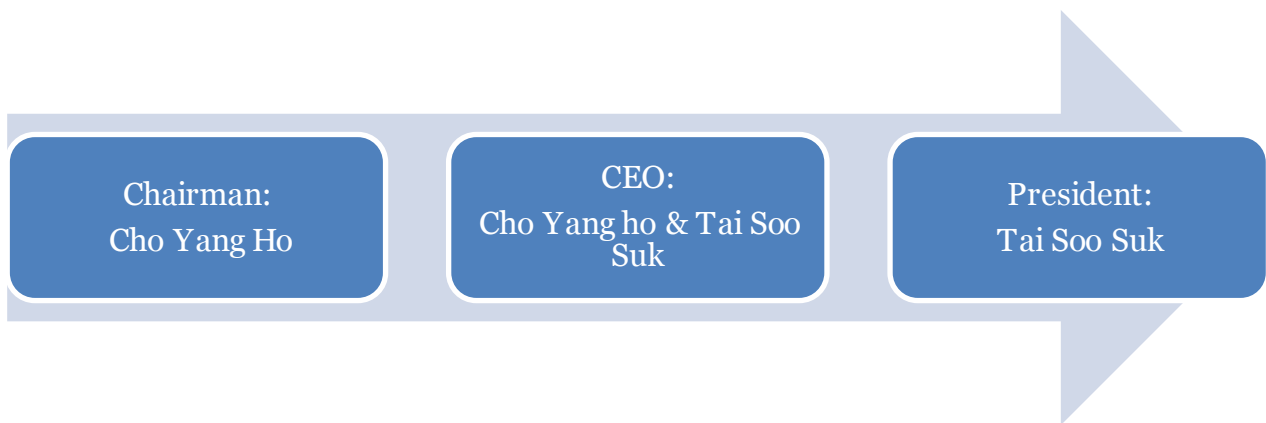 Chairman:
Cho Yang Ho
CEO:
Cho Yang ho & Tai Soo
Suk
President:
Tai Soo Suk